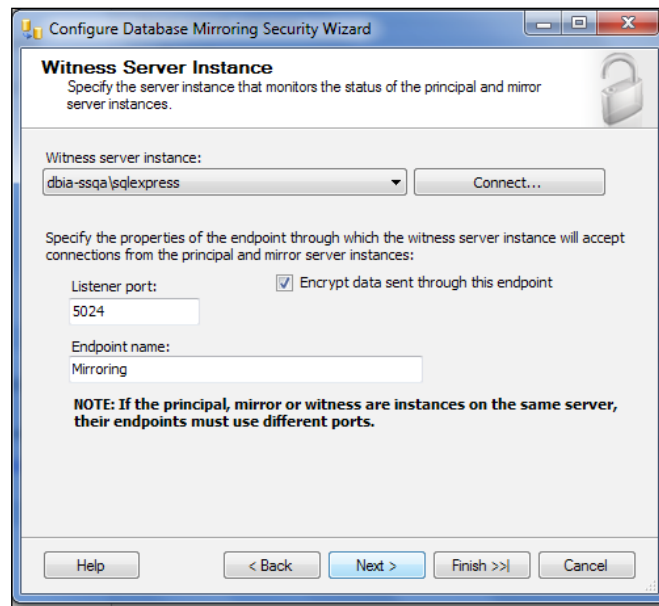 Configure Database Mirroring Security Wizard
Witness Server Instance
Specify the server instance that monitors the status of the principal and mirror
server instances.
Witness server instance:
dbia-ssqa\sqlexpress
Connect...
Specify the properties of the endpoint through which the witness server instance will accept
connections from the principal and mirror server instances:
Listener port:
Encrypt data sent through this endpoint
5024
Endpoint name:
Mirroring
NOTE: If the principal, mirror or witness are instances on the same server,
their endpoints must use different ports.
Help
< Back
Next >
Finish >>|
Cancel